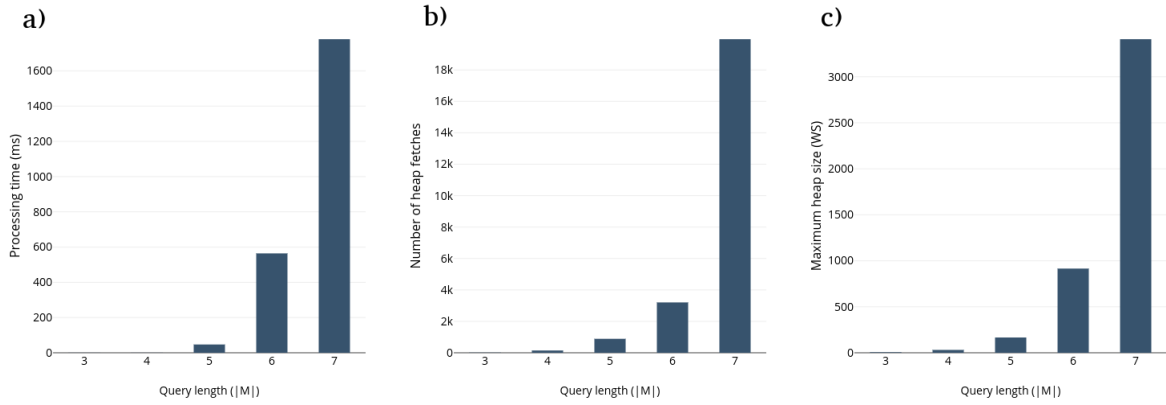 a)
Processing time (ms)
1600
1400
1200
1000
800
600
400
200
0
3 4 5 6 7
Query length (|M|)
b)
Number of heap fetches
18k
16k
14k
12k
10k
8k
6k
4k
2k
0
3 4 5 6 7
Query length (|M|)
c)
Maximum heap size (WS)
3000
2500
2000
1500
1000
500
0
3 4 5 6 7
Query length (|M|)